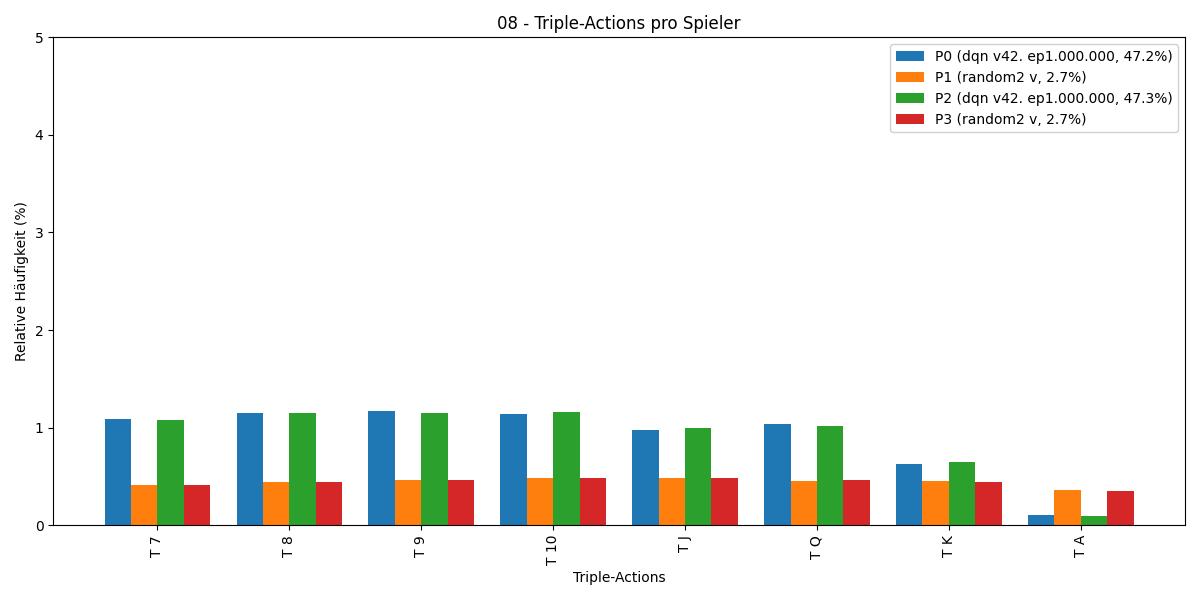 08 - Triple-Actions pro Spieler
P0 (dqn v42. ep1.000.000, 47.2%)
P1 (random2 v, 2.7%)
P2 (dqn v42. ep1.000.000, 47.3%)
P3 (random2 v, 2.7%)
Relative Häufigkeit (%)
5
4
3
2
1
0
T 7
T 8
T 9
T 10
T J
T Q
T K
T A
Triple-Actions